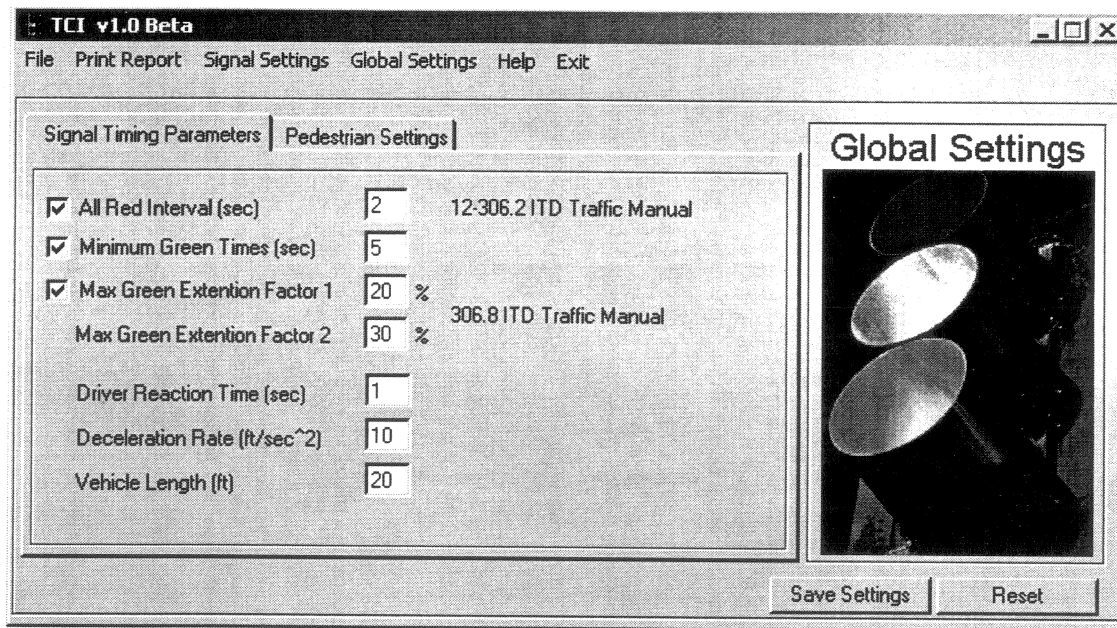 TCI v1.0 Beta
File Print Report Signal Settings Global Settings Help Exit
Signal Timing Parameters Pedestrian Settings
Global Settings
All Red Interval (sec) 2 12-306.2 ITD Traffic Manual
Minimum Green Times (sec) 5
Max Green Extention Factor 1 20 %
306.8 ITD Traffic Manual
Max Green Extention Factor 2 30 %
Driver Reaction Time (sec) 1
Deceleration Rate (ft/sec^2) 10
Vehicle Length (ft) 20
Save Settings Reset